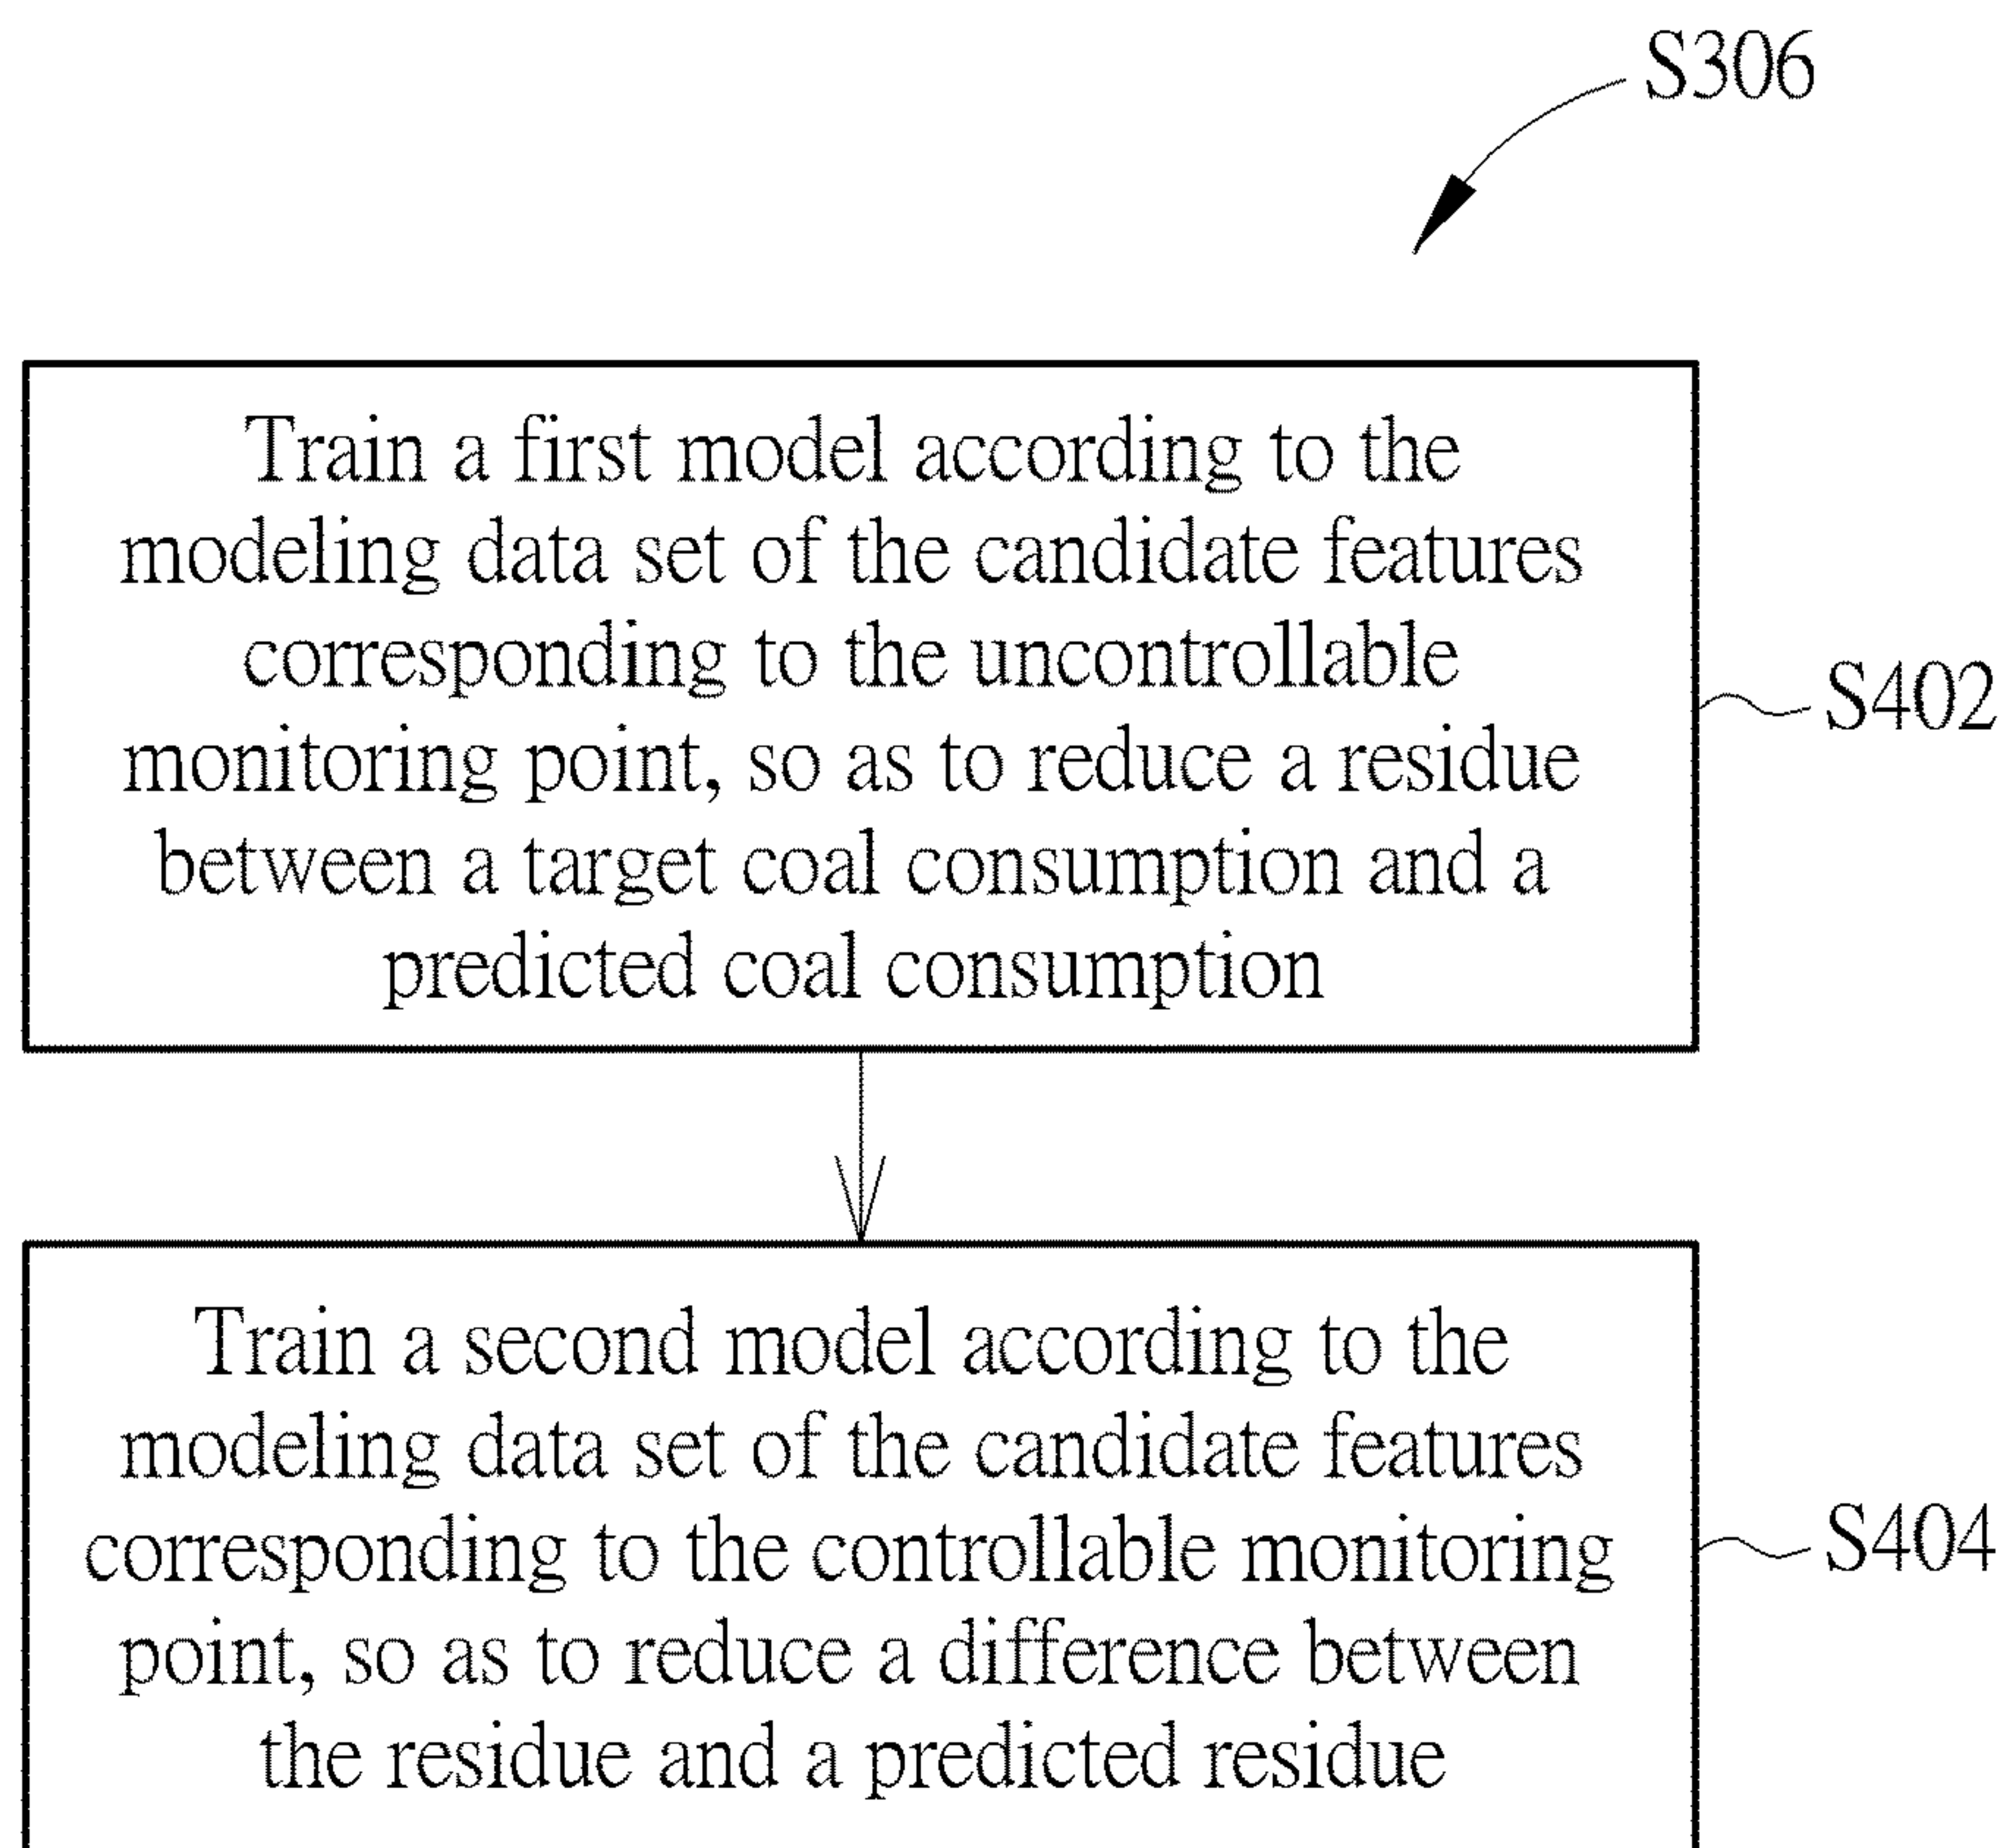 S306
Train a first model according to the
modeling data set of the candidate features
corresponding to the uncontrollable
monitoring point, so as to reduce a residue
between a target coal consumption and a
predicted coal consumption
S402
Train a second model according to the
modeling data set of the candidate features
corresponding to the controllable monitoring
point, so as to reduce a difference between
the residue and a predicted residue
S404